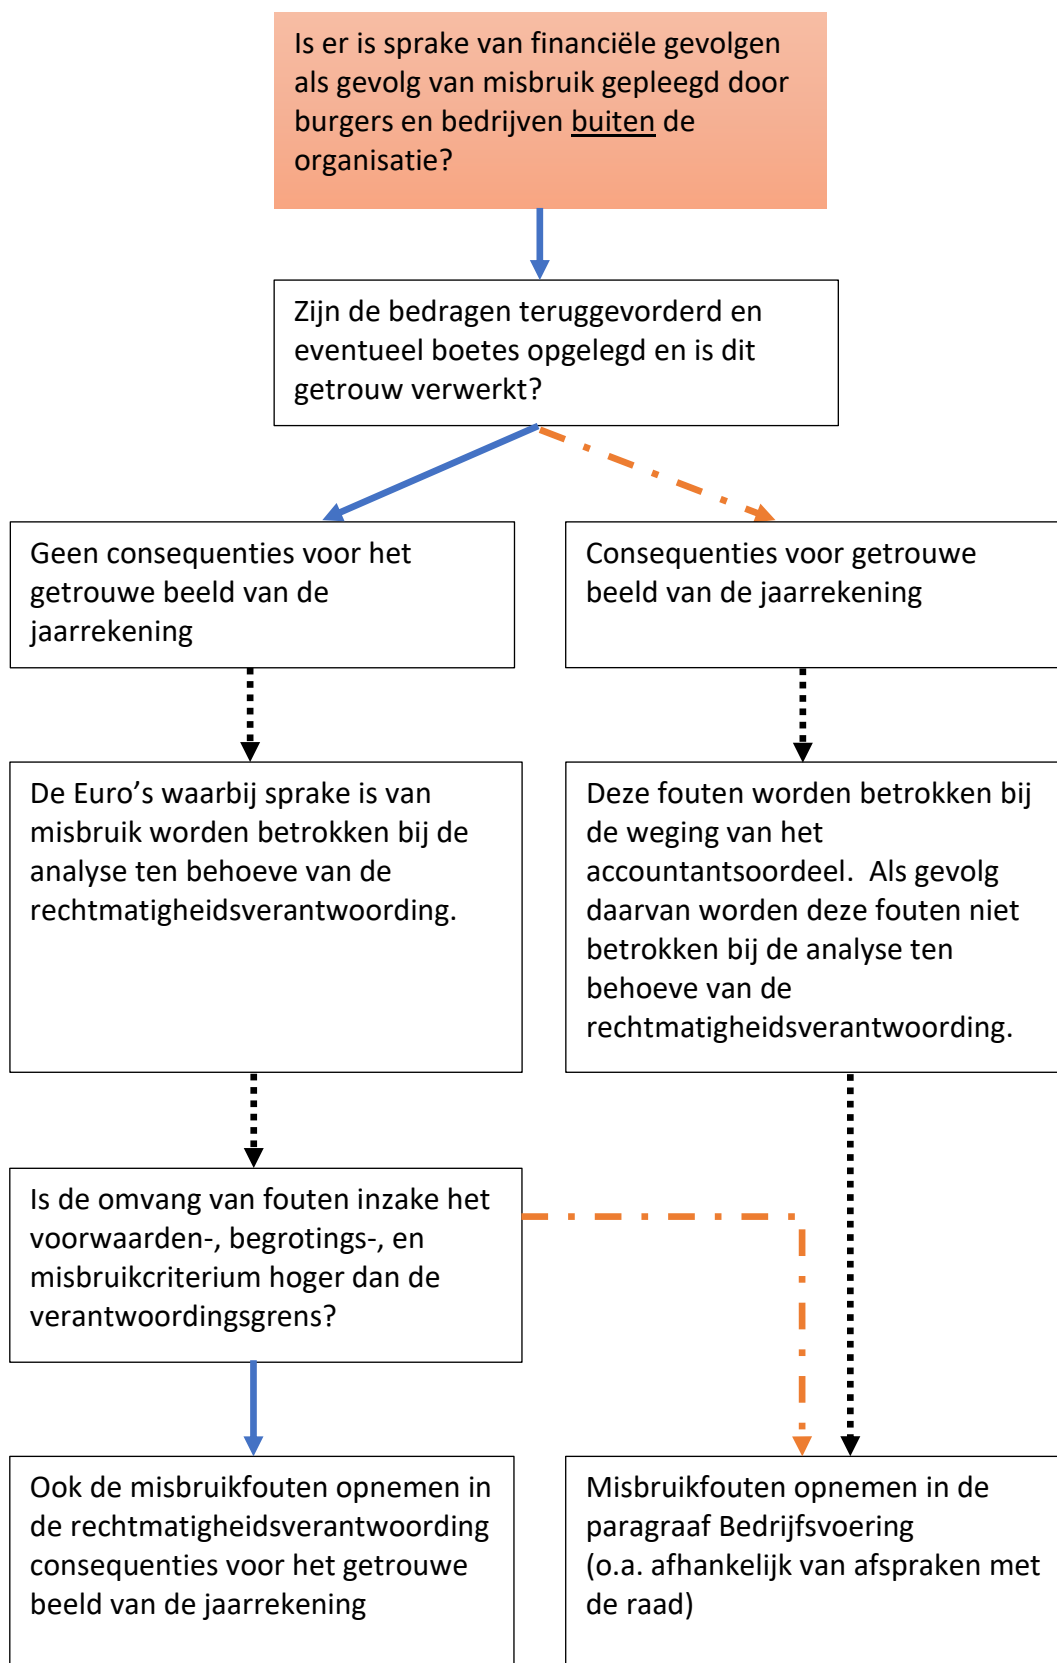 Is er is sprake van financiële gevolgen
als gevolg van misbruik gepleegd door
burgers en bedrijven buiten de
organisatie?
Zijn de bedragen teruggevorderd en
eventueel boetes opgelegd en is dit
getrouw verwerkt?
Geen consequenties voor het
getrouwe beeld van de
jaarrekening
Consequenties voor getrouwe
beeld van de jaarrekening
De Euro’s waarbij sprake is van
misbruik worden betrokken bij de
analyse ten behoeve van de
rechtmatigheidsverantwoording.
Deze fouten worden betrokken bij
de weging van het
accountantsoordeel.  Als gevolg
daarvan worden deze fouten niet
betrokken bij de analyse ten
behoeve van de
rechtmatigheidsverantwoording.
Is de omvang van fouten inzake het
voorwaarden-, begrotings-, en
misbruikcriterium hoger dan de
verantwoordingsgrens?
Ook de misbruikfouten opnemen in
de rechtmatigheidsverantwoording
consequenties voor het getrouwe
beeld van de jaarrekening
Misbruikfouten opnemen in de
paragraaf Bedrijfsvoering
(o.a. afhankelijk van afspraken met
de raad)